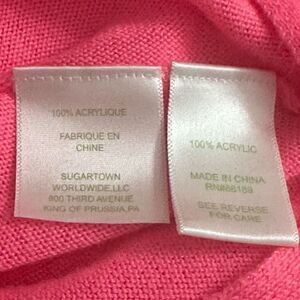 100% ACRYLIQUE
FABRIQUE EN
CHINE
SUGARTOWN
WORLDWIDE,LLC
800 THIRD AVENUE
KING OF PRUSSIA,PA
100% ACRYLIC
MADE IN CHINA
SEE REVERSE
FOR CARE